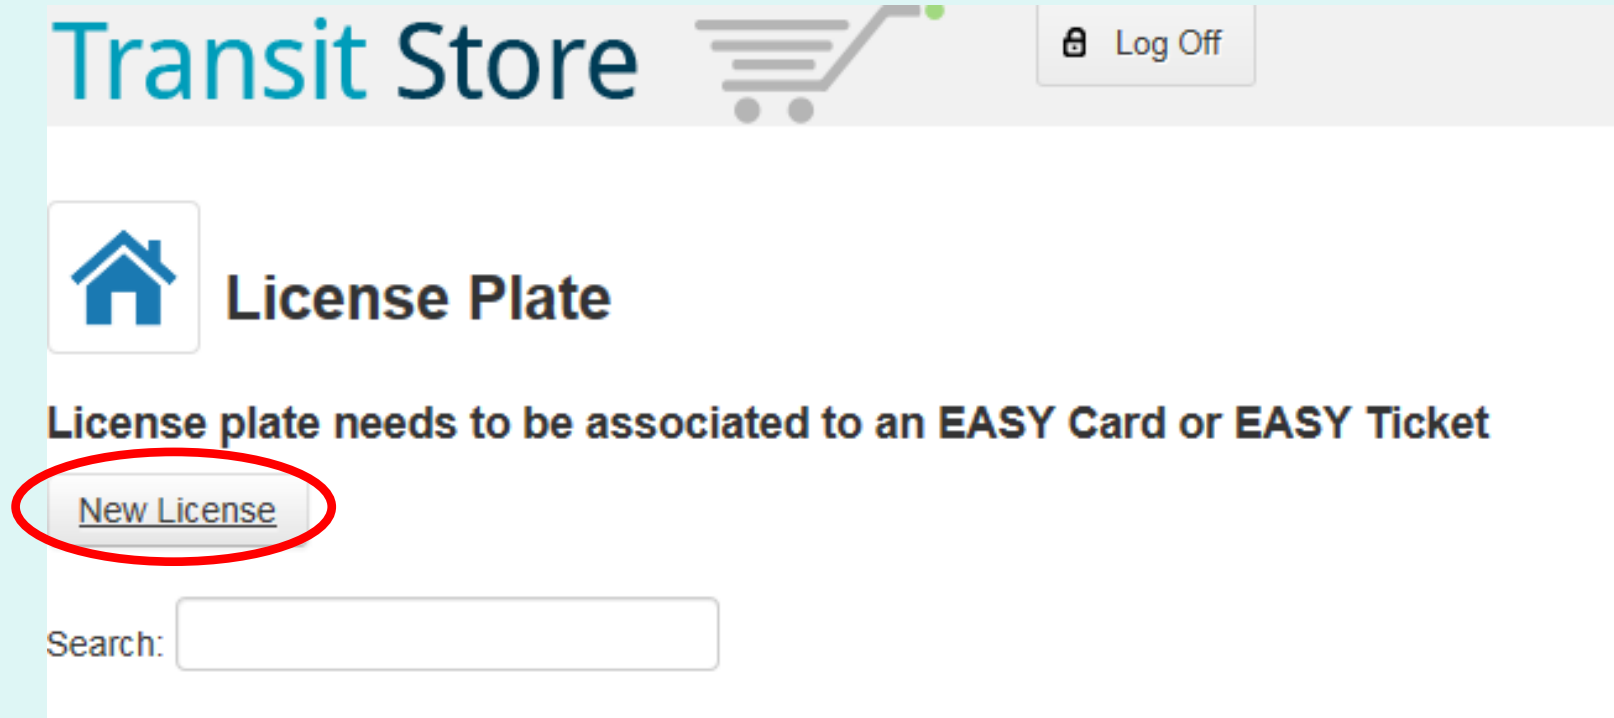 Transit Store
Log Off
License Plate
License plate needs to be associated to an EASY Card or EASY Ticket
New License
Search: